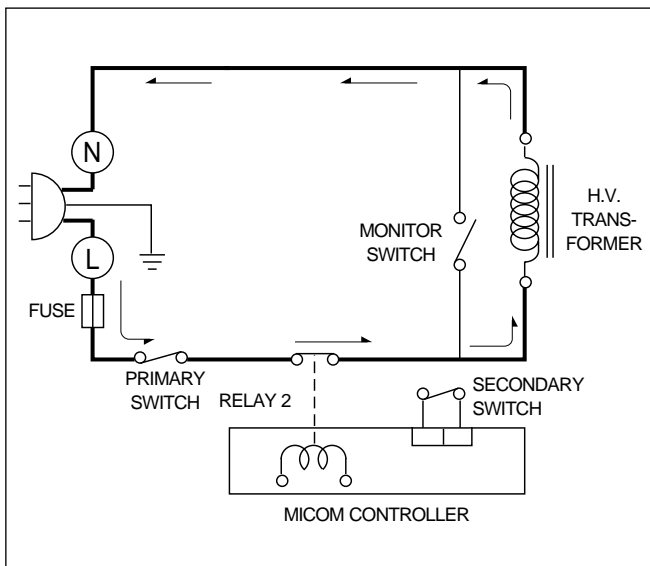 N
H.V.
TRANS-
FORMER
MONITOR
SWITCH
L
FUSE
PRIMARY
SWITCH
RELAY 2
SECONDARY
SWITCH
MICOM CONTROLLER